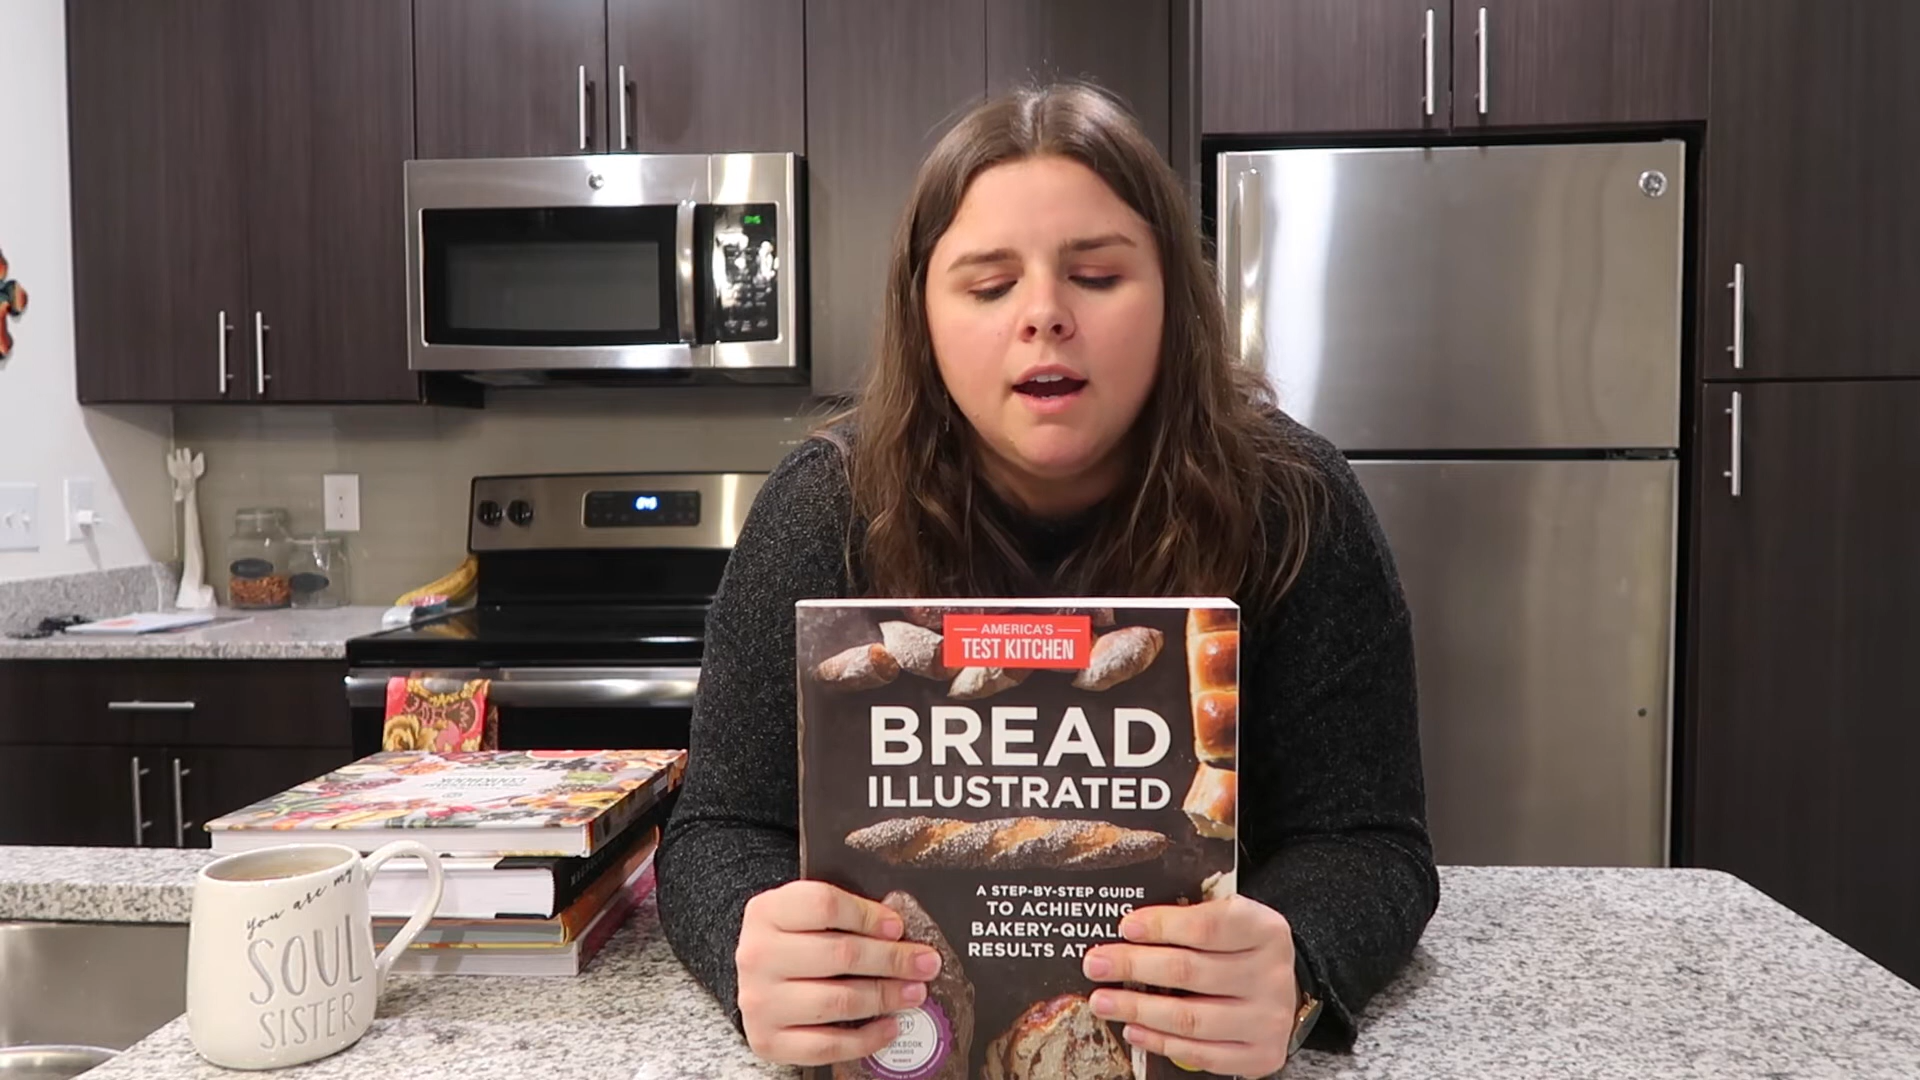 AMERICA'S
TEST KITCHEN
BREAD
ILLUSTRATED
A STEP-BY-STEP GUIDE
TO ACHIEVING
BAKERY-QUALI
RESULTS AT
COOKBOOK
you are my
SOUL
SISTER